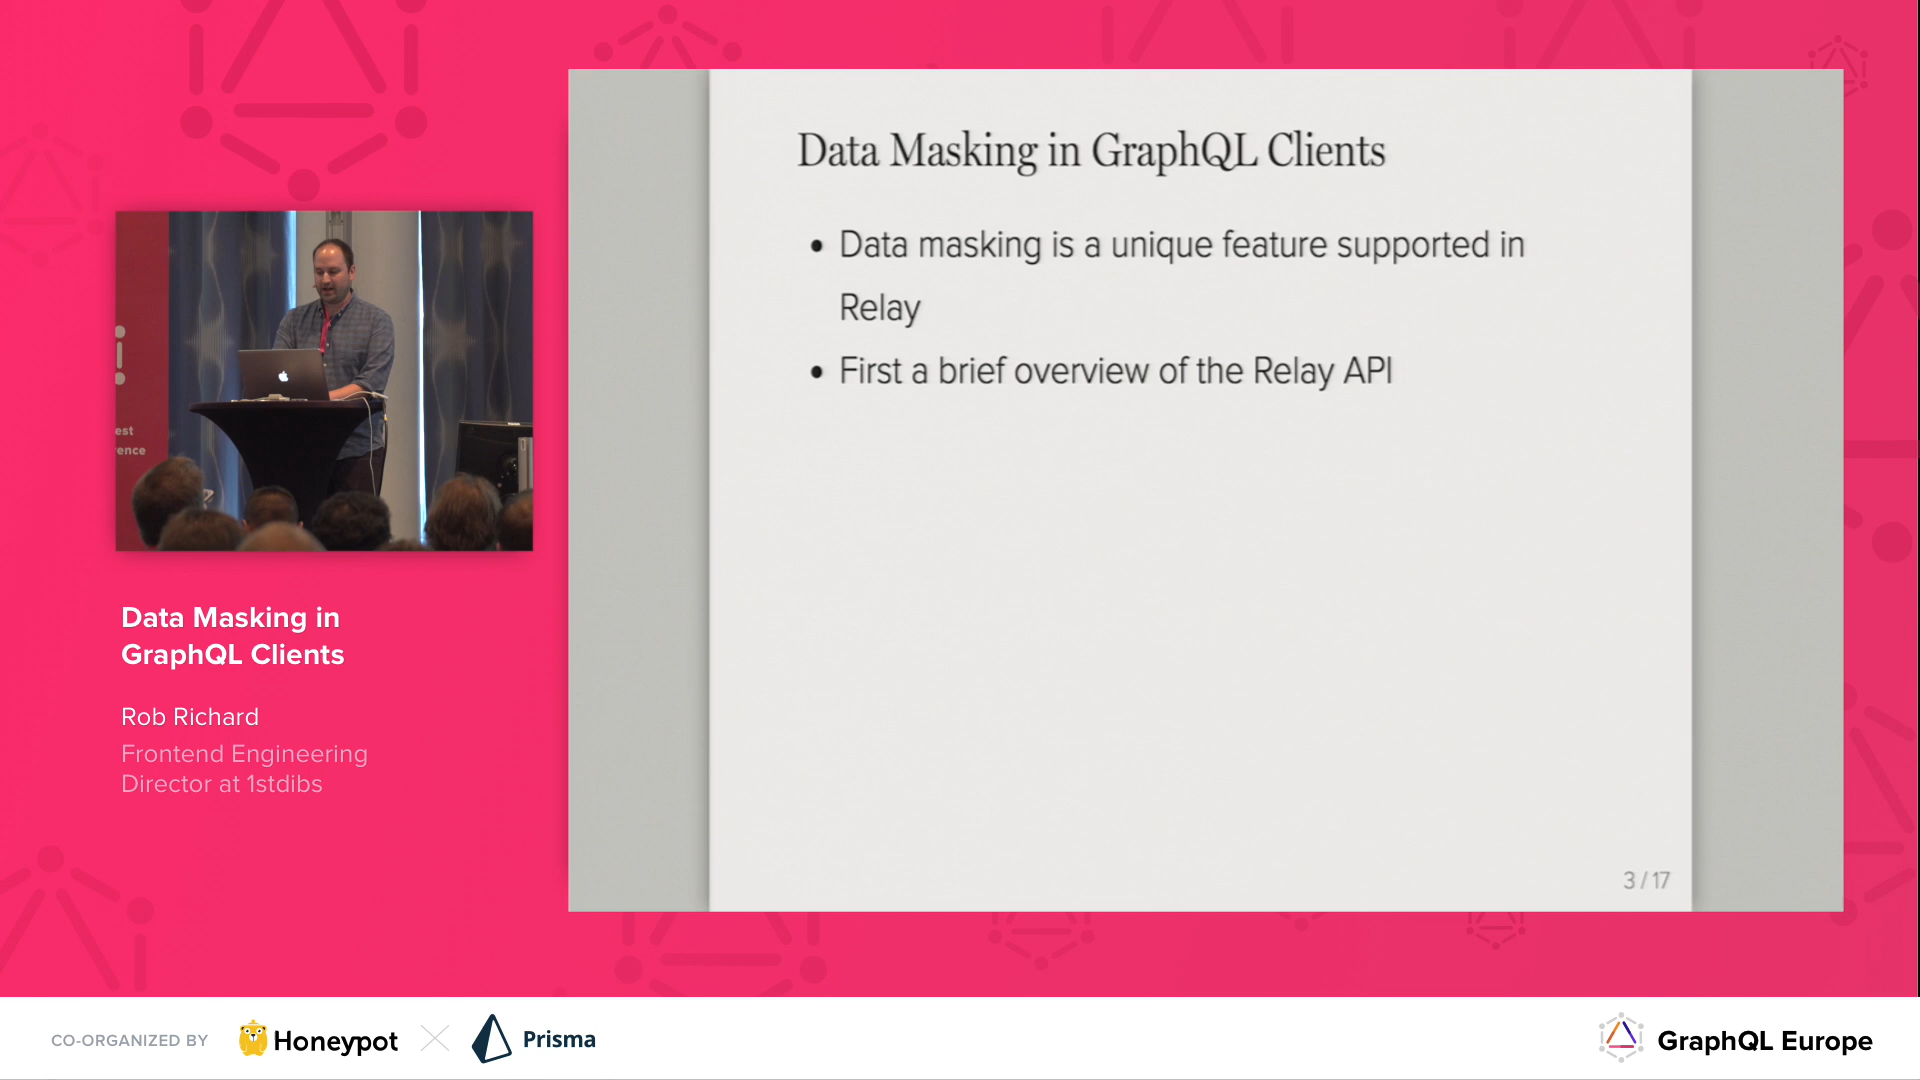 Data Masking in GraphQL Clients
• Data masking is a unique feature supported in
Relay
• First a brief overview of the Relay API
3 / 17
est
ence
Data Masking in
GraphQL Clients
Rob Richard
Frontend Engineering
Director at 1stdibs
CO-ORGANIZED BY
Honeypot
Prisma
GraphQL Europe